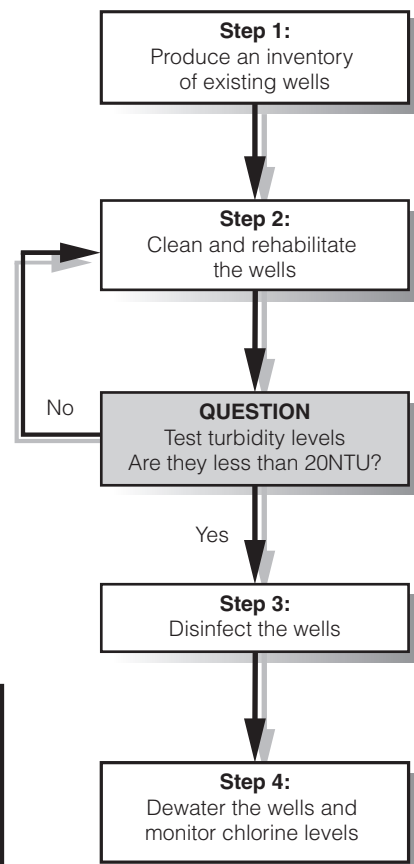 Step 1:
Produce an inventory
of existing wells
Step 2:
Clean and rehabilitate
the wells
No
QUESTION
Test turbidity levels
Are they less than 20NTU?
Yes
Step 3:
Disinfect the wells
Step 4:
Dewater the wells and
monitor chlorine levels